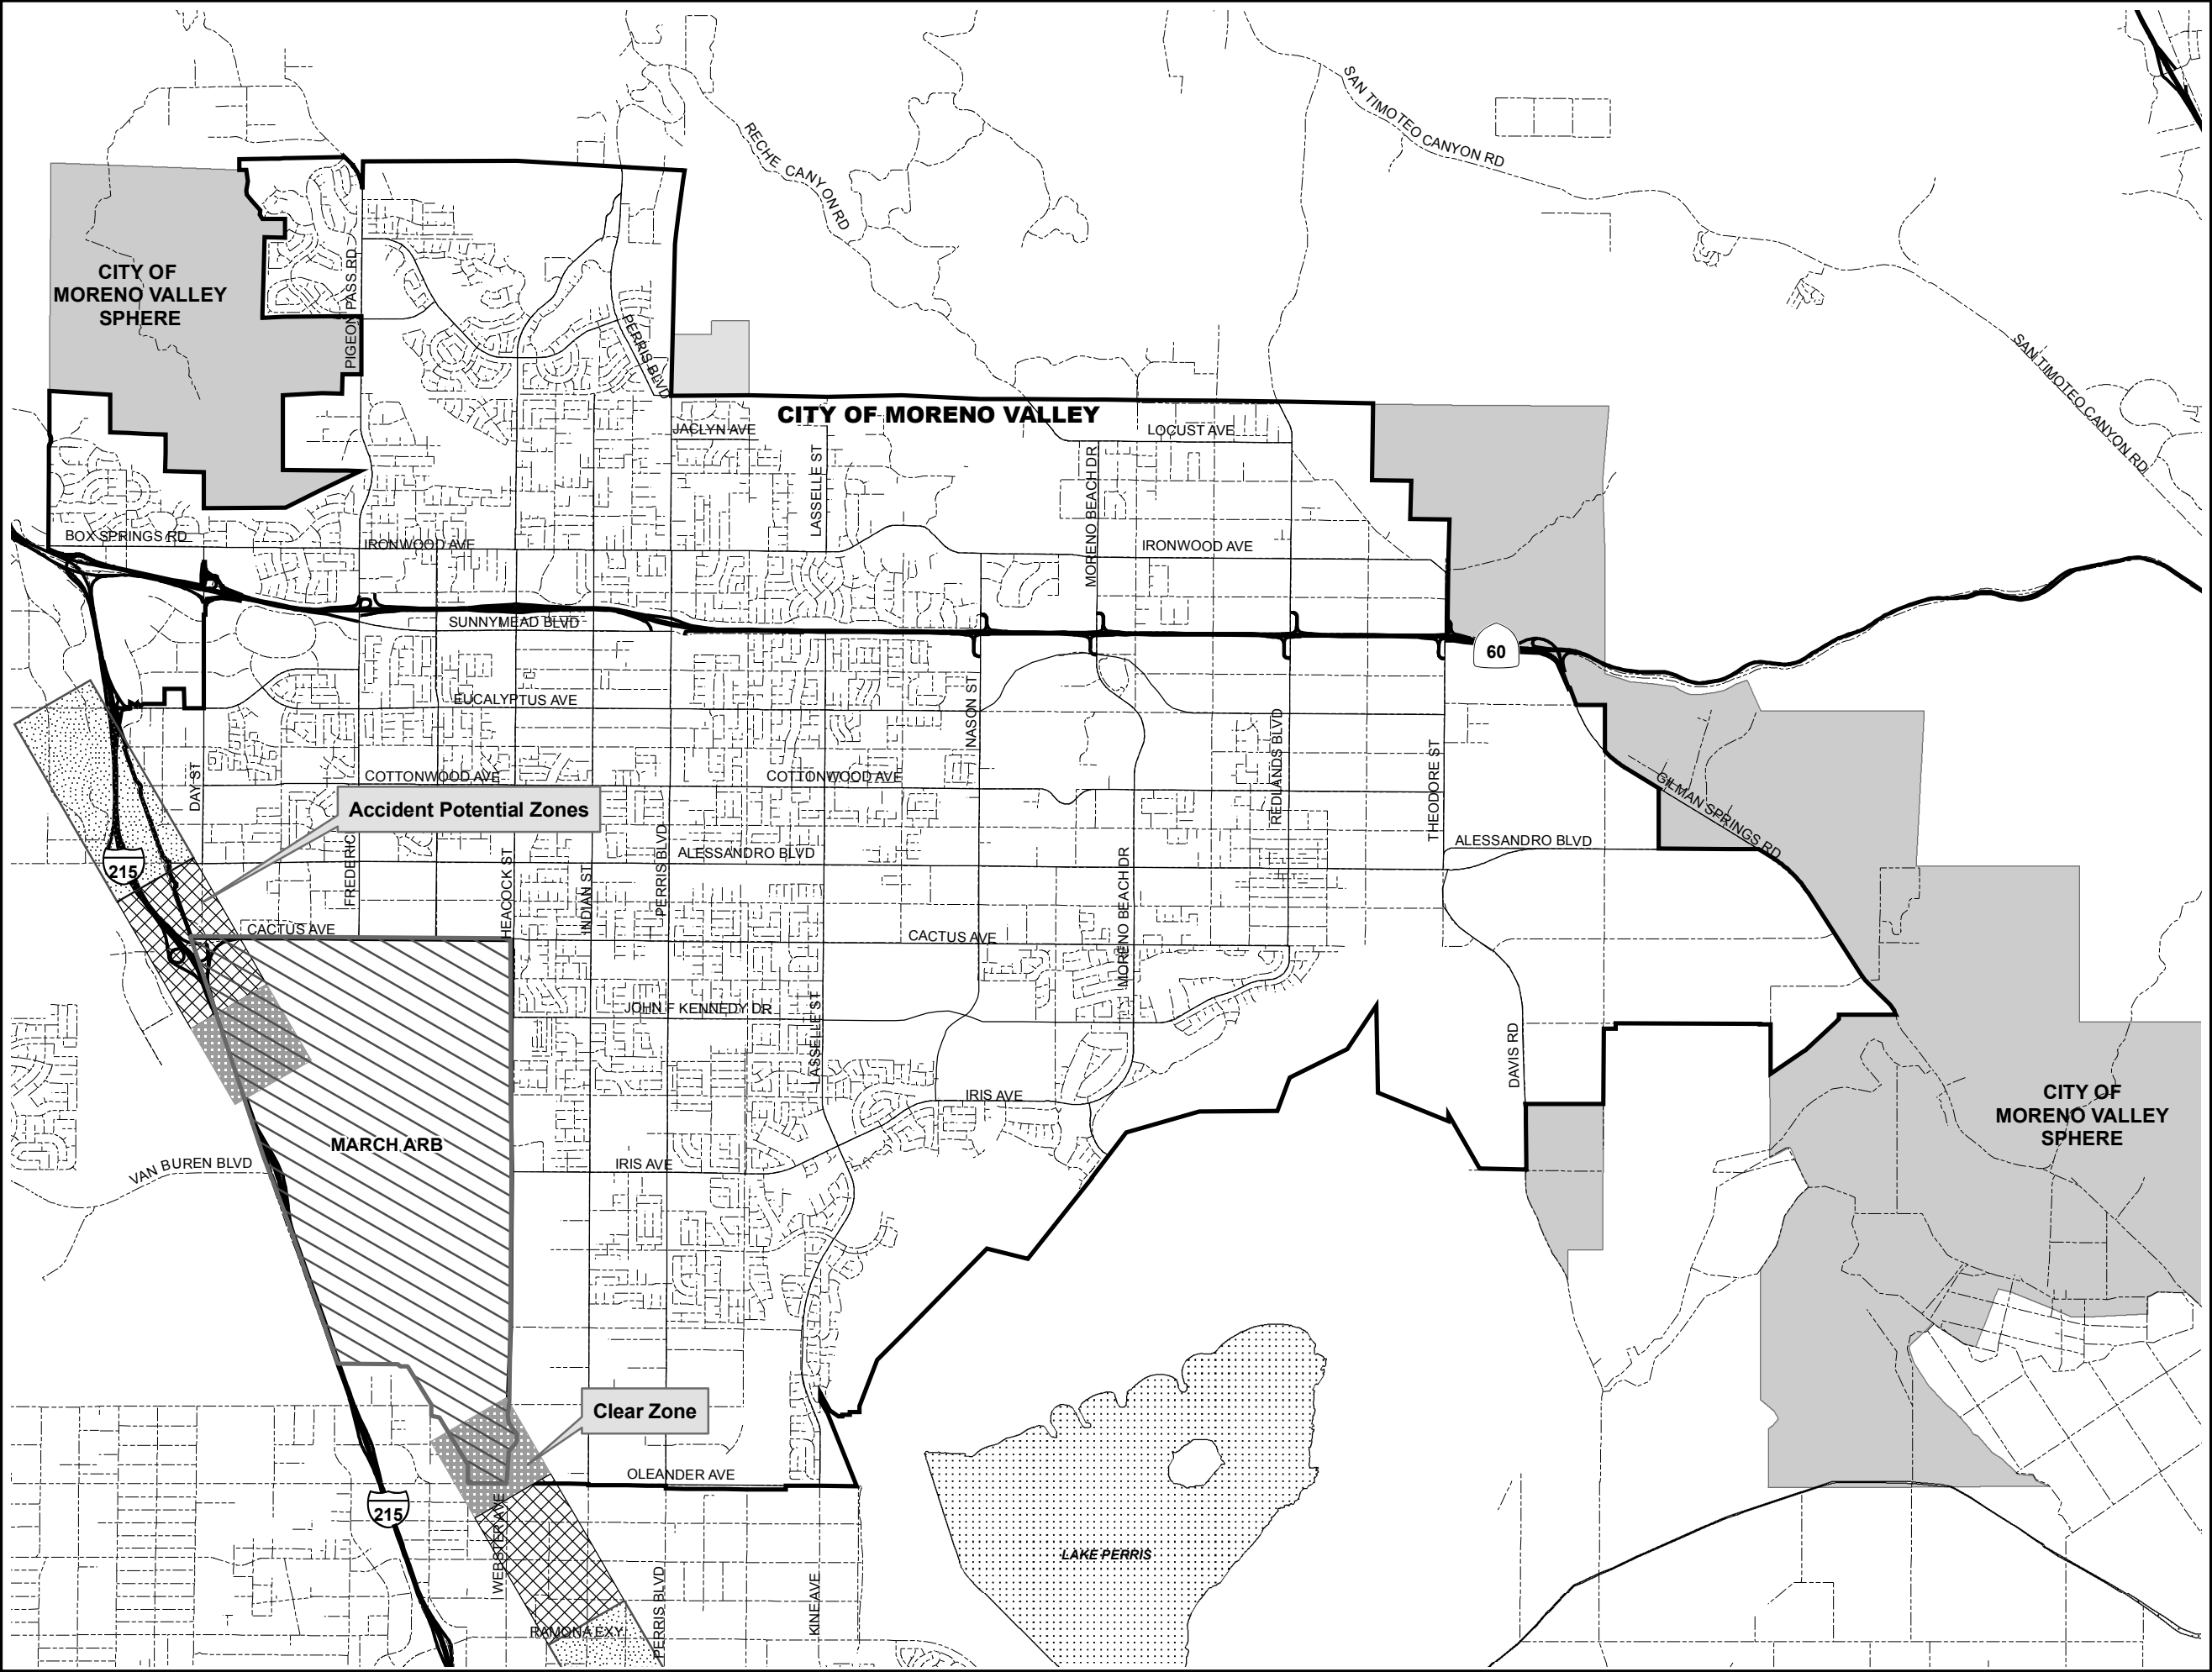 SAN TIMOTEO CANYON RD
RECHE CANYON RD
CITY OF
MORENO VALLEY
SPHERE
PIGEON PASS RD
PERRIS BLVD
SAN TIMOTEO CANYON RD
CITY OF MORENO VALLEY
JACLYN AVE
LOCUST AVE
LASSELLE ST
MORENO BEACH DR
BOX SPRINGS RD
IRONWOOD AVE
IRONWOOD AVE
SUNNYMEAD BLVD
60
EUCALYPTUS AVE
NASON ST
REDLANDS BLVD
THEODORE ST
DAY ST
COTTONWOOD AVE
COTTONWOOD AVE
GILMAN SPRINGS RD
Accident Potential Zones
FREDERIC
HEACOCK ST
INDIAN ST
PERRIS BLVD
ALESSANDRO BLVD
ALESSANDRO BLVD
215
MORENO BEACH DR
CACTUS AVE
CACTUS AVE
JOHN F KENNEDY DR
ASSELLE ST
DAVIS RD
IRIS AVE
CITY OF
MORENO VALLEY
SPHERE
MARCH ARB
VAN BUREN BLVD
IRIS AVE
Clear Zone
OLEANDER AVE
215
WEBSTER AVE
LAKE PERRIS
PERRIS BLVD
KINE AVE
RAMONA EXY